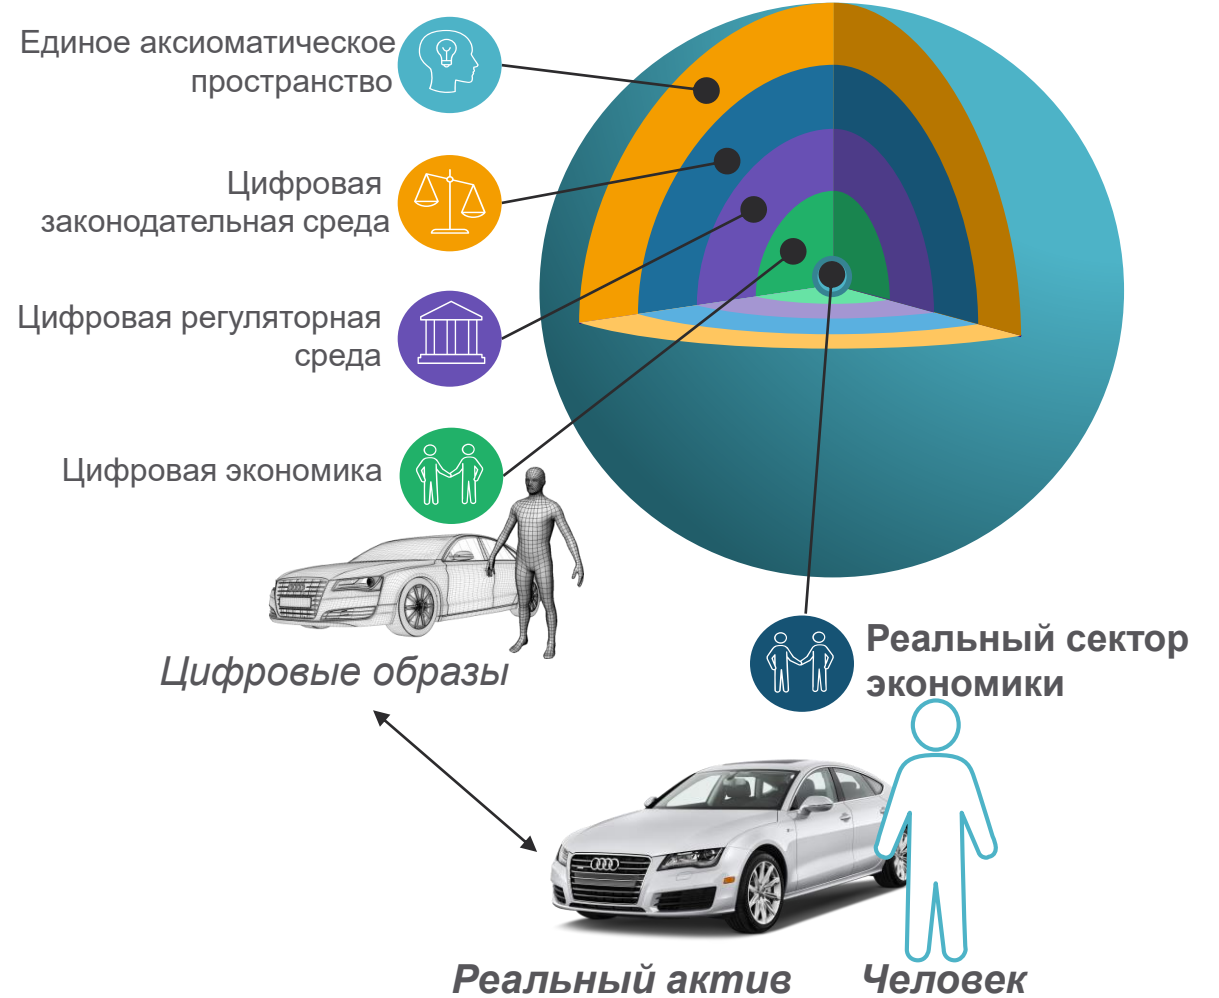 Единое аксиоматическое
пространство
Цифровая
законодательная среда
Цифровая регуляторная
среда
Цифровая экономика
Цифровые образы
Реальный сектор
экономики
Реальный актив
Человек